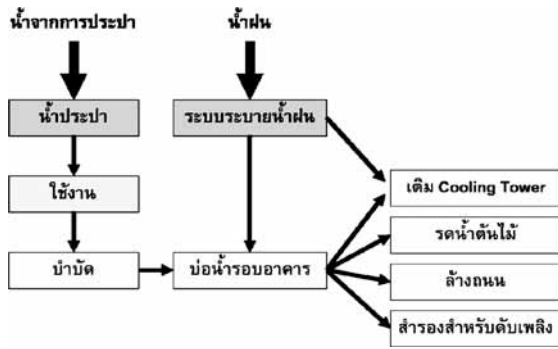 น้ำจากการประปา
น้ำฝน
น้ำประปา
ระบบระบายน้ำฝน
ใช้งาน
เติม Cooling Tower
รดน้ำต้นไม้
บำบัด
บ่อน้ำรอบอาคาร
ล้างถนน
สำรองสำหรับดับเพลิง